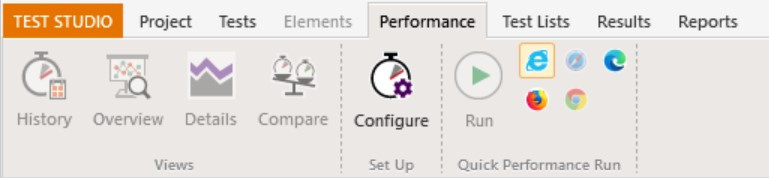 TEST STUDIO Project Tests Elements Performance Test Lists Results Reports
History Overview Details Compare Configure Run
Views Set Up Quick Performance Run